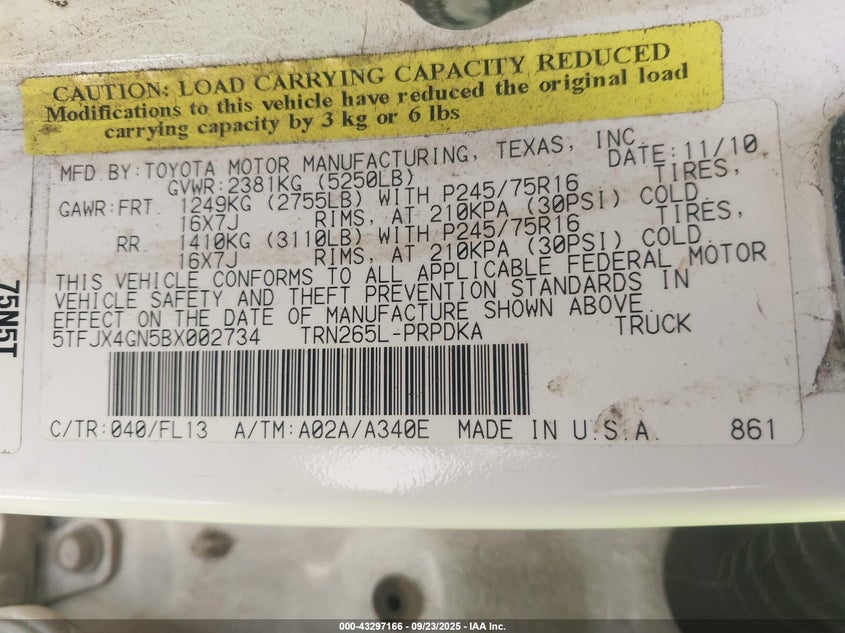 CAUTION: LOAD CARRYING CAPACITY REDUCED
Modifications to this vehicle have reduced the original load
carrying capacity by 3 kg or 6 lbs
MFD.BY:TOYOTA MOTOR MANUFACTURING, TEXAS, INC.
GVWR:2381KG (5250LB) DATE:11/10
GAWR:FRT. 1249KG (2755LB) WITH P245/75R16 TIRES,
16X7J RIMS, AT 210KPA (30PSI) COLD.
RR. 1410KG (3110LB) WITH P245/75R16 TIRES,
16X7J RIMS, AT 210KPA (30PSI) COLD.
THIS VEHICLE CONFORMS TO ALL APPLICABLE FEDERAL MOTOR
VEHICLE SAFETY AND THEFT PREVENTION STANDARDS IN
EFFECT ON THE DATE OF MANUFACTURE SHOWN ABOVE.
5TFJX4GN5BX002734 TRN265L-PRPDKA TRUCK
C/TR:040/FL13 A/TM:A02A/A340E MADE IN U.S.A. 861
75N5T
000-43297166 - 09/23/2025 - IAA Inc.